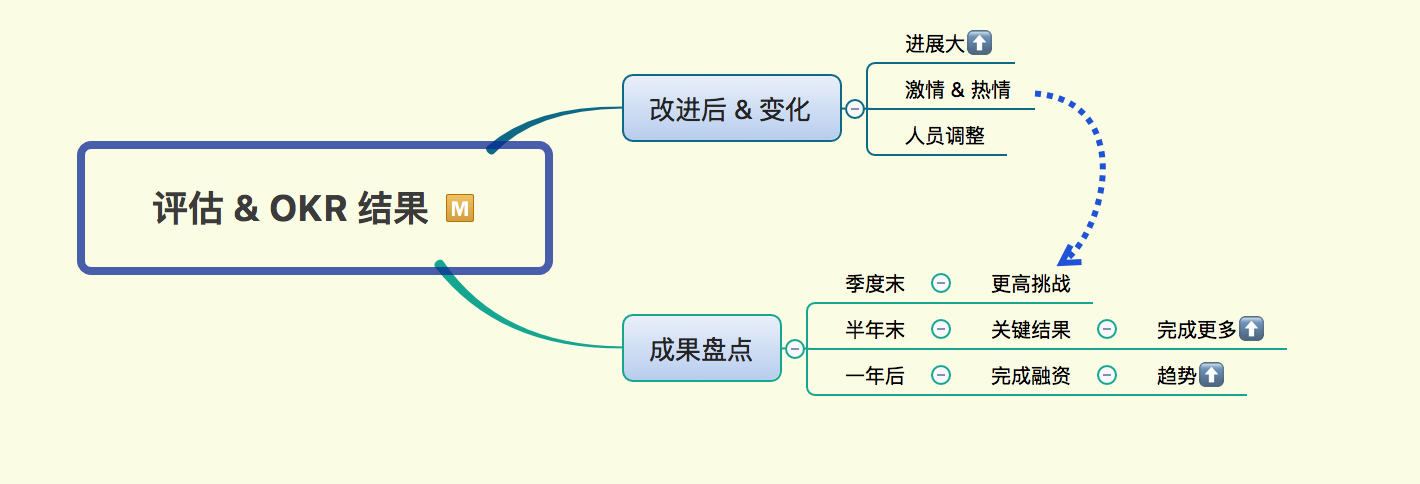 评估 & OKR 结果 Ⓜ️
改进后 & 变化
进展大⬆️
激情 & 热情
人员调整
成果盘点
季度末 更高挑战
半年末 关键结果 完成更多⬆️
一年后 完成融资 趋势⬆️